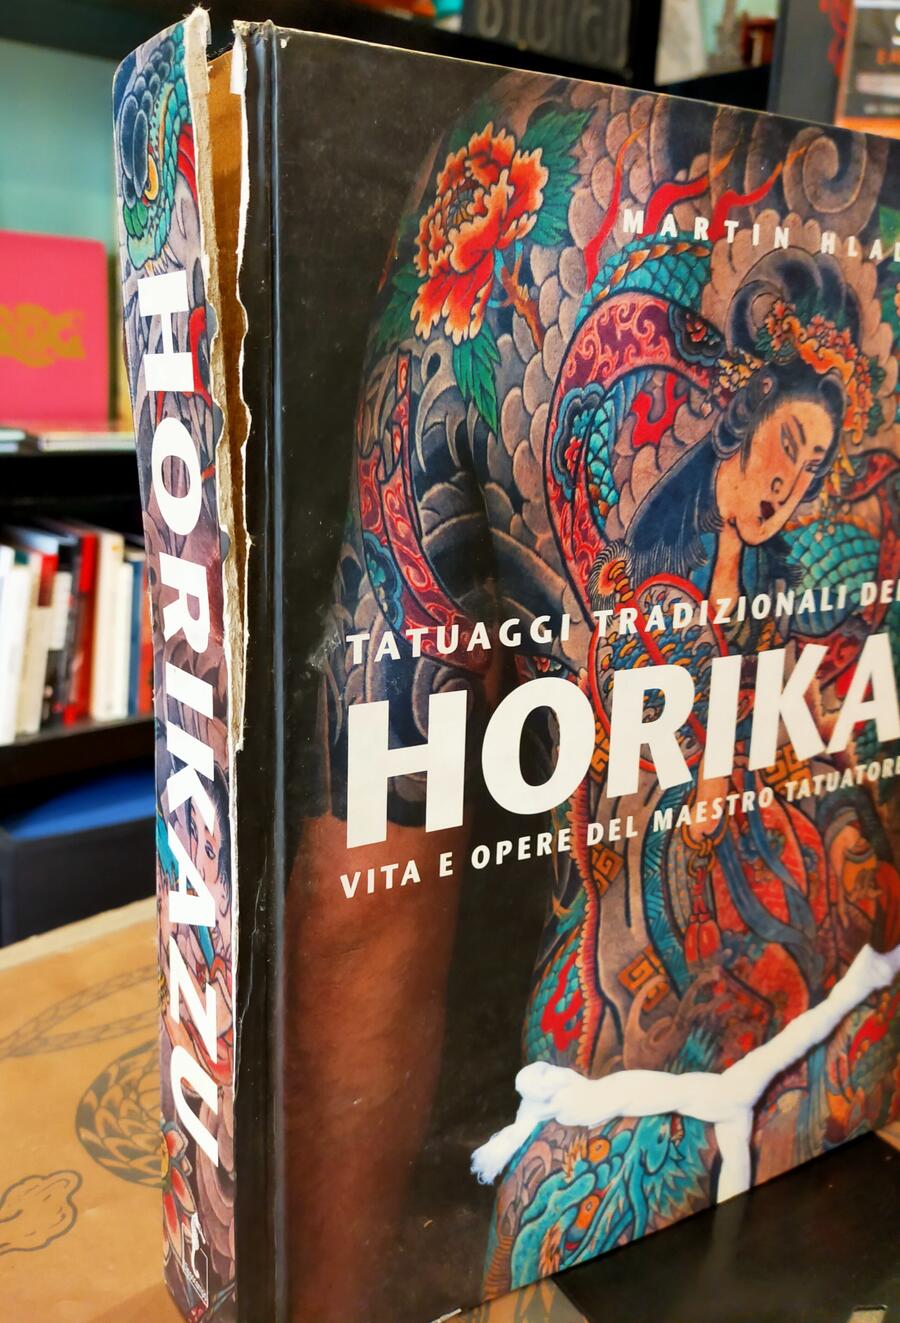 HORIKAZU
MARTIN HLAD
TATUAGGI TRADIZIONALI DEL
HORIKA
VITA E OPERE DEL MAESTRO TATUATORE